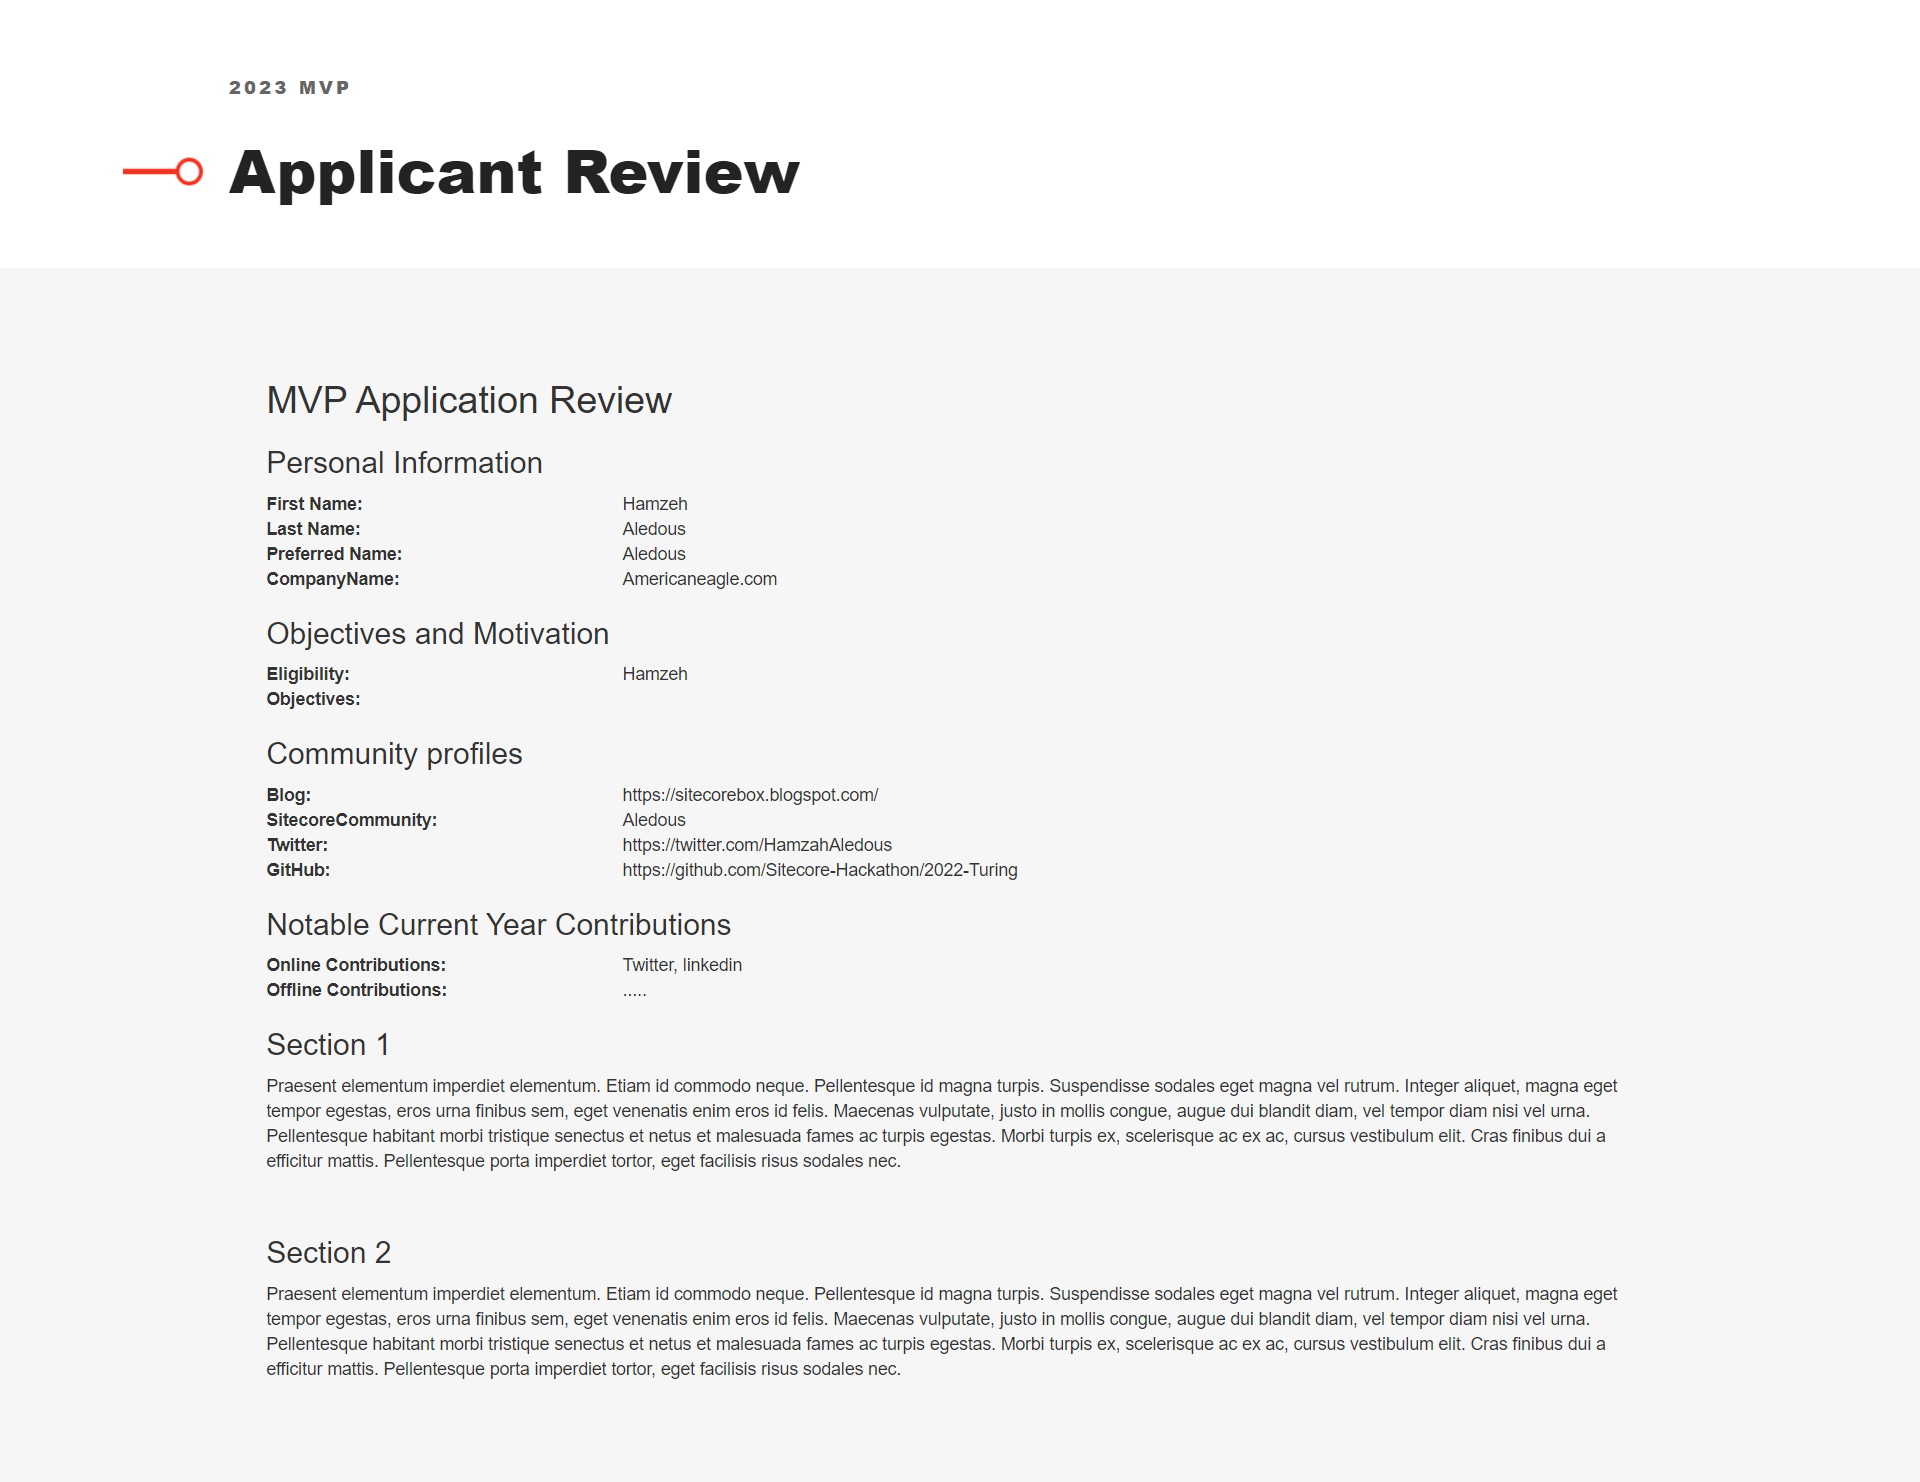 2023 MVP
Applicant Review
MVP Application Review
Personal Information
First Name: Hamzeh
Last Name: Aledous
Preferred Name: Aledous
CompanyName: Americaneagle.com
Objectives and Motivation
Eligibility: Hamzeh
Objectives:
Community profiles
Blog: https://sitecorebox.blogspot.com/
SitecoreCommunity: Aledous
Twitter: https://twitter.com/HamzahAledous
GitHub: https://github.com/Sitecore-Hackathon/2022-Turing
Notable Current Year Contributions
Online Contributions: Twitter, linkedin
Offline Contributions: .....
Section 1
Praesent elementum imperdiet elementum. Etiam id commodo neque. Pellentesque id magna turpis. Suspendisse sodales eget magna vel rutrum. Integer aliquet, magna eget
tempor egestas, eros urna finibus sem, eget venenatis enim eros id felis. Maecenas vulputate, justo in mollis congue, augue dui blandit diam, vel tempor diam nisi vel urna.
Pellentesque habitant morbi tristique senectus et netus et malesuada fames ac turpis egestas. Morbi turpis ex, scelerisque ac ex ac, cursus vestibulum elit. Cras finibus dui a
efficitur mattis. Pellentesque porta imperdiet tortor, eget facilisis risus sodales nec.
Section 2
Praesent elementum imperdiet elementum. Etiam id commodo neque. Pellentesque id magna turpis. Suspendisse sodales eget magna vel rutrum. Integer aliquet, magna eget
tempor egestas, eros urna finibus sem, eget venenatis enim eros id felis. Maecenas vulputate, justo in mollis congue, augue dui blandit diam, vel tempor diam nisi vel urna.
Pellentesque habitant morbi tristique senectus et netus et malesuada fames ac turpis egestas. Morbi turpis ex, scelerisque ac ex ac, cursus vestibulum elit. Cras finibus dui a
efficitur mattis. Pellentesque porta imperdiet tortor, eget facilisis risus sodales nec.